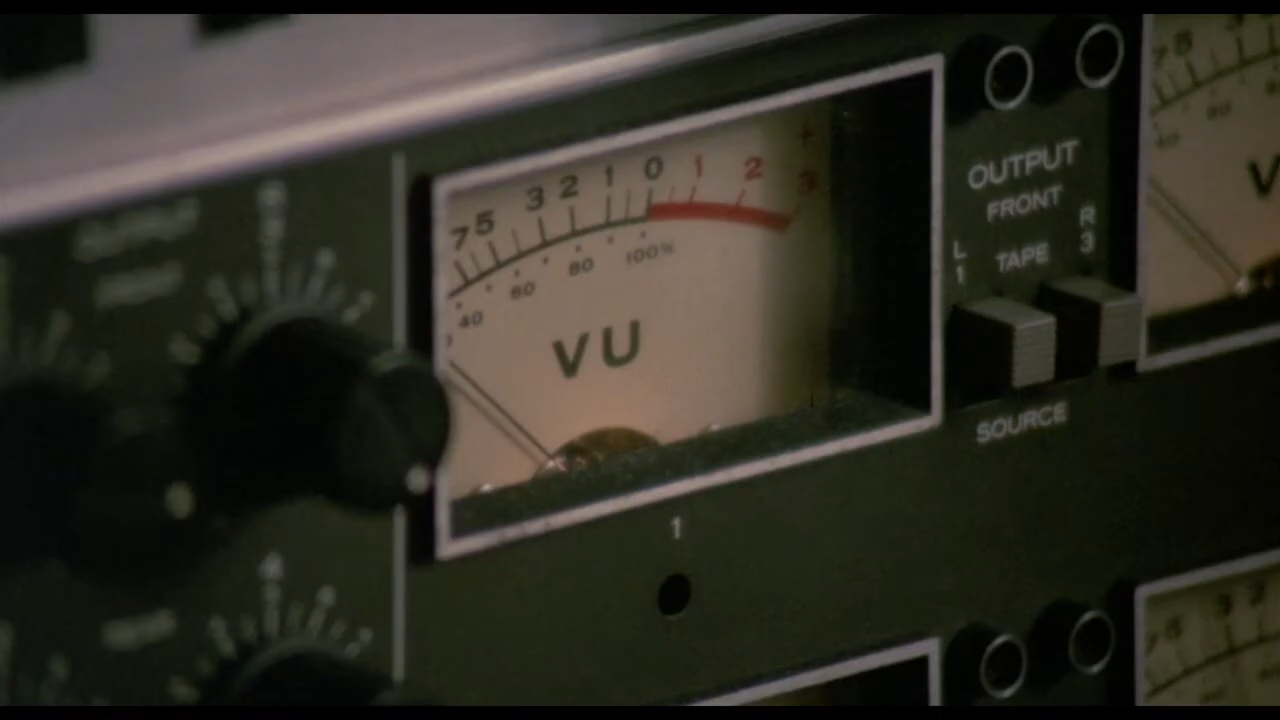 7 5 3 2 1 0 1 2 3
+
40 60 80 100%
VU
1
OUTPUT
FRONT
L R
TAPE
1 3
SOURCE
V
4